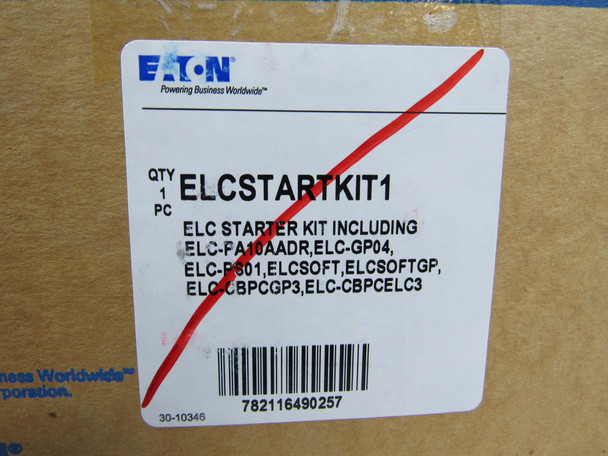 EATON®
Powering Business Worldwide™
QTY
1
PC
ELCSTARTKIT1
ELC STARTER KIT INCLUDING
ELC-PA10AADR,ELC-GP04,
ELC-PS01,ELCSOFT,ELCSOFTGP,
ELC-CBPCGP3,ELC-CBPCELC3
782116490257
30-10346
ness Worldwide™
rporation.